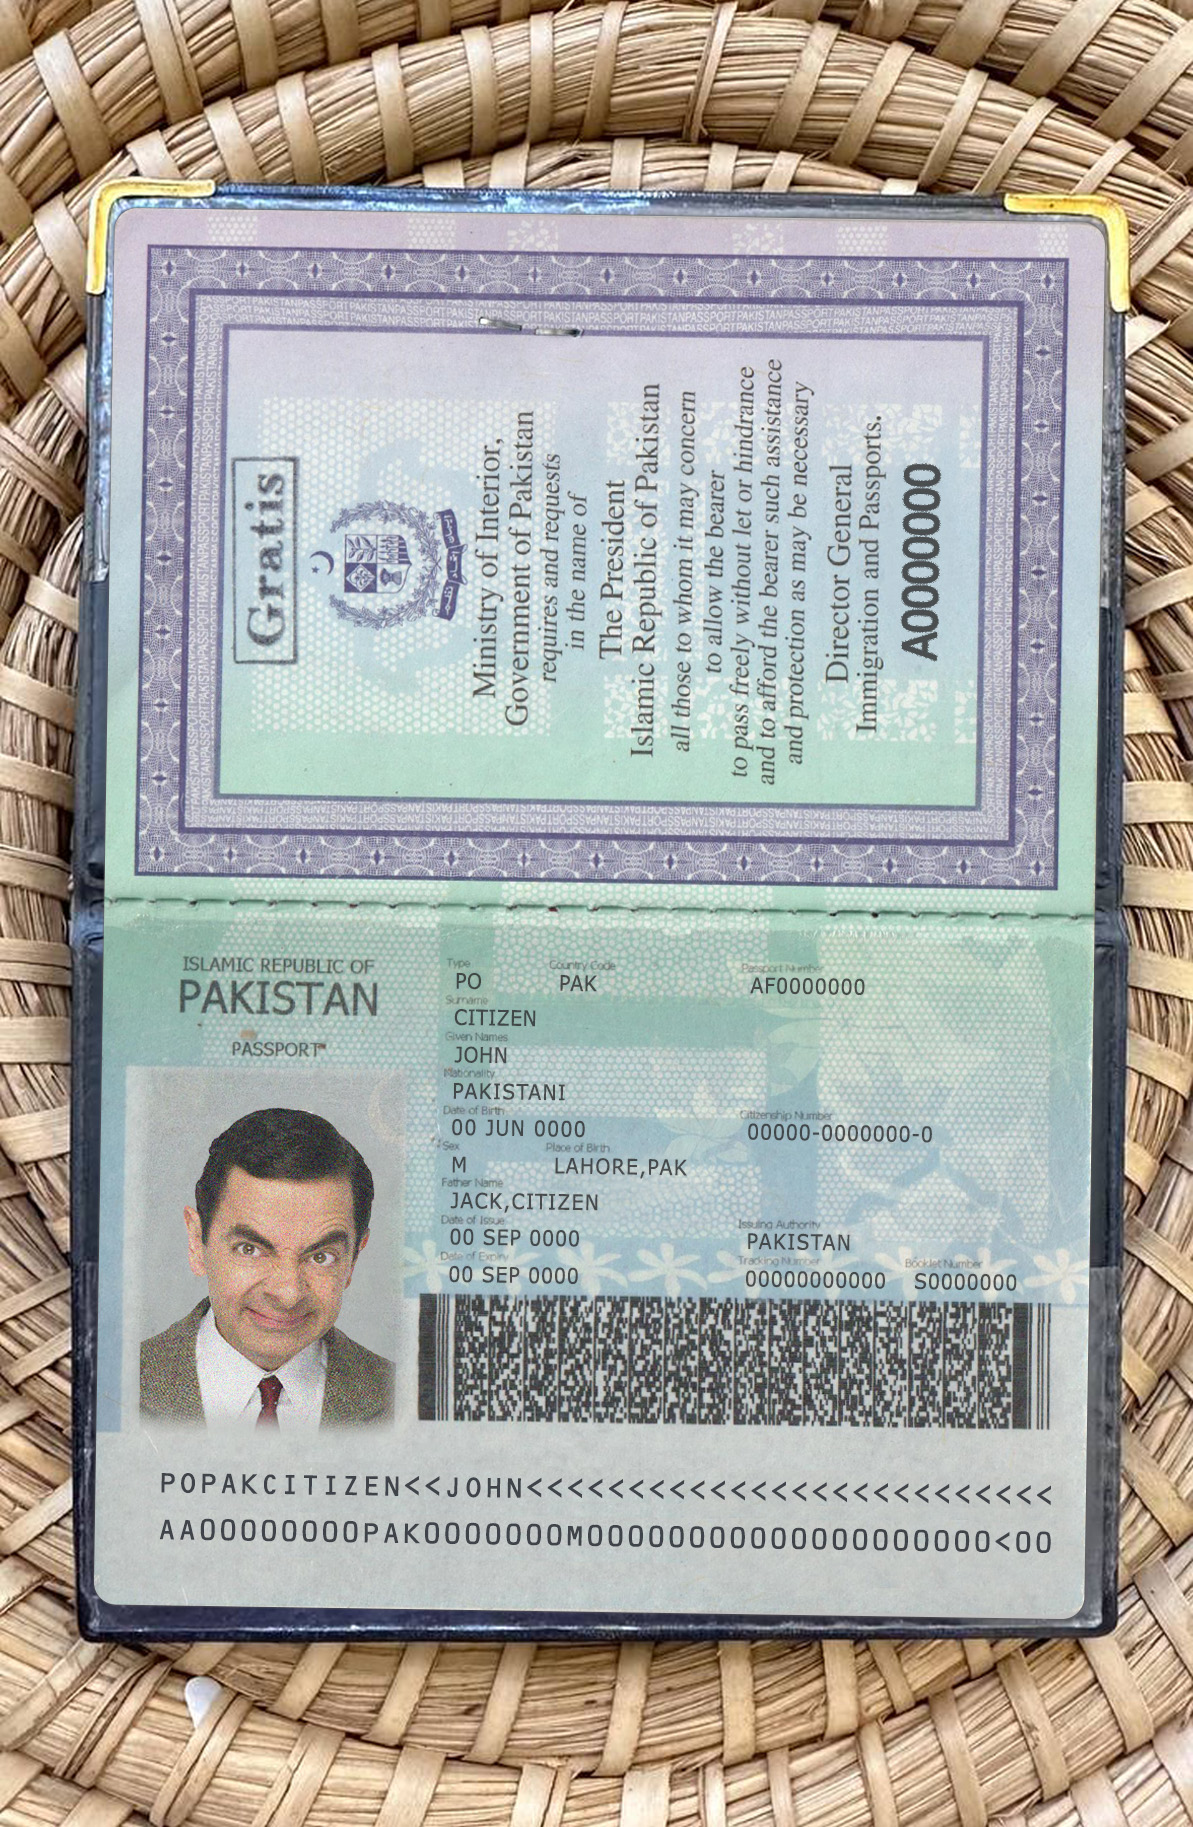 Gratis
Ministry of Interior,
Government of Pakistan
requires and requests
in the name of
The President
Islamic Republic of Pakistan
all those to whom it may concern
to allow the bearer
to pass freely without let or hindrance
and to afford the bearer such assistance
and protection as may be necessary
Director General
Immigration and Passports.
A0000000
ISLAMIC REPUBLIC OF
PAKISTAN
PASSPORT
Type Country Code Passport Number
PO PAK AF0000000
Surname
CITIZEN
Given Names
JOHN
Nationality
PAKISTANI
Date of Birth Citizenship Number
00 JUN 0000 00000-0000000-0
Sex Place of Birth
M LAHORE,PAK
Father Name
JACK,CITIZEN
Date of Issue Issuing Authority
00 SEP 0000 PAKISTAN
Date of Expiry Tracking Number Booklet Number
00 SEP 0000 00000000000 S0000000
POPAKCITIZEN<<JOHN<<<<<<<<<<<<<<<<<<<<<<<<<<
AA00000000PAK0000000M00000000000000000000<00